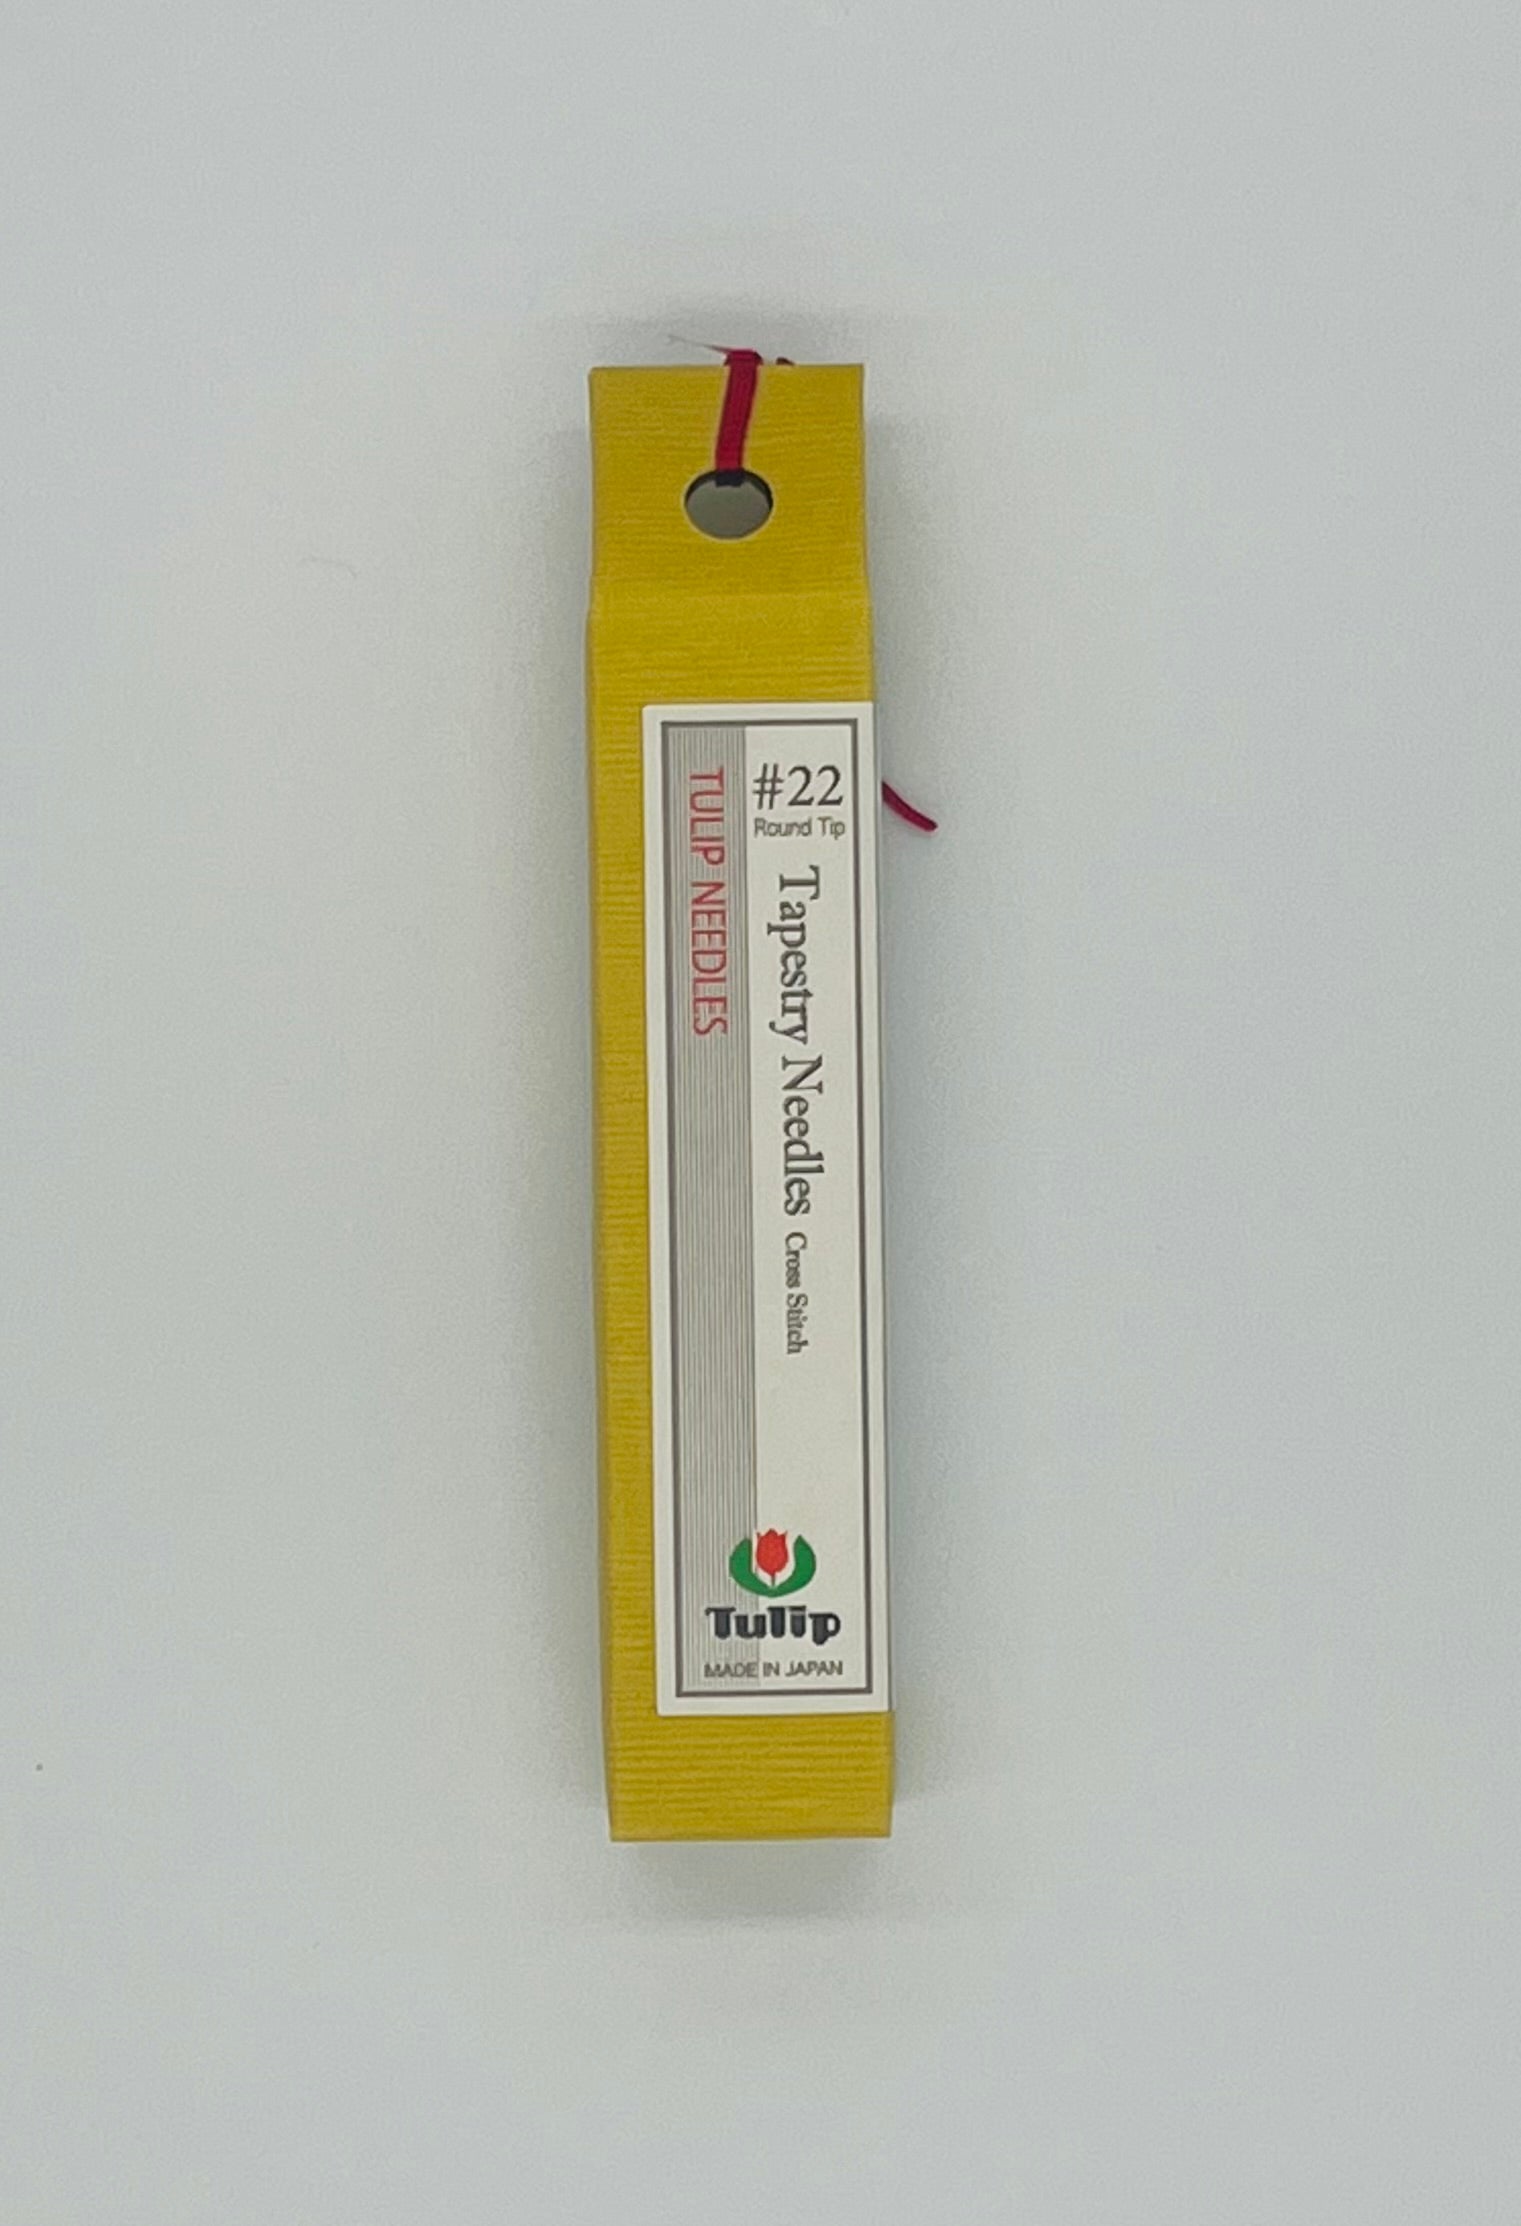 #22
Round Tip
Tapestry Needles Cross Stitch
TULIP NEEDLES
Tulip
MADE IN JAPAN